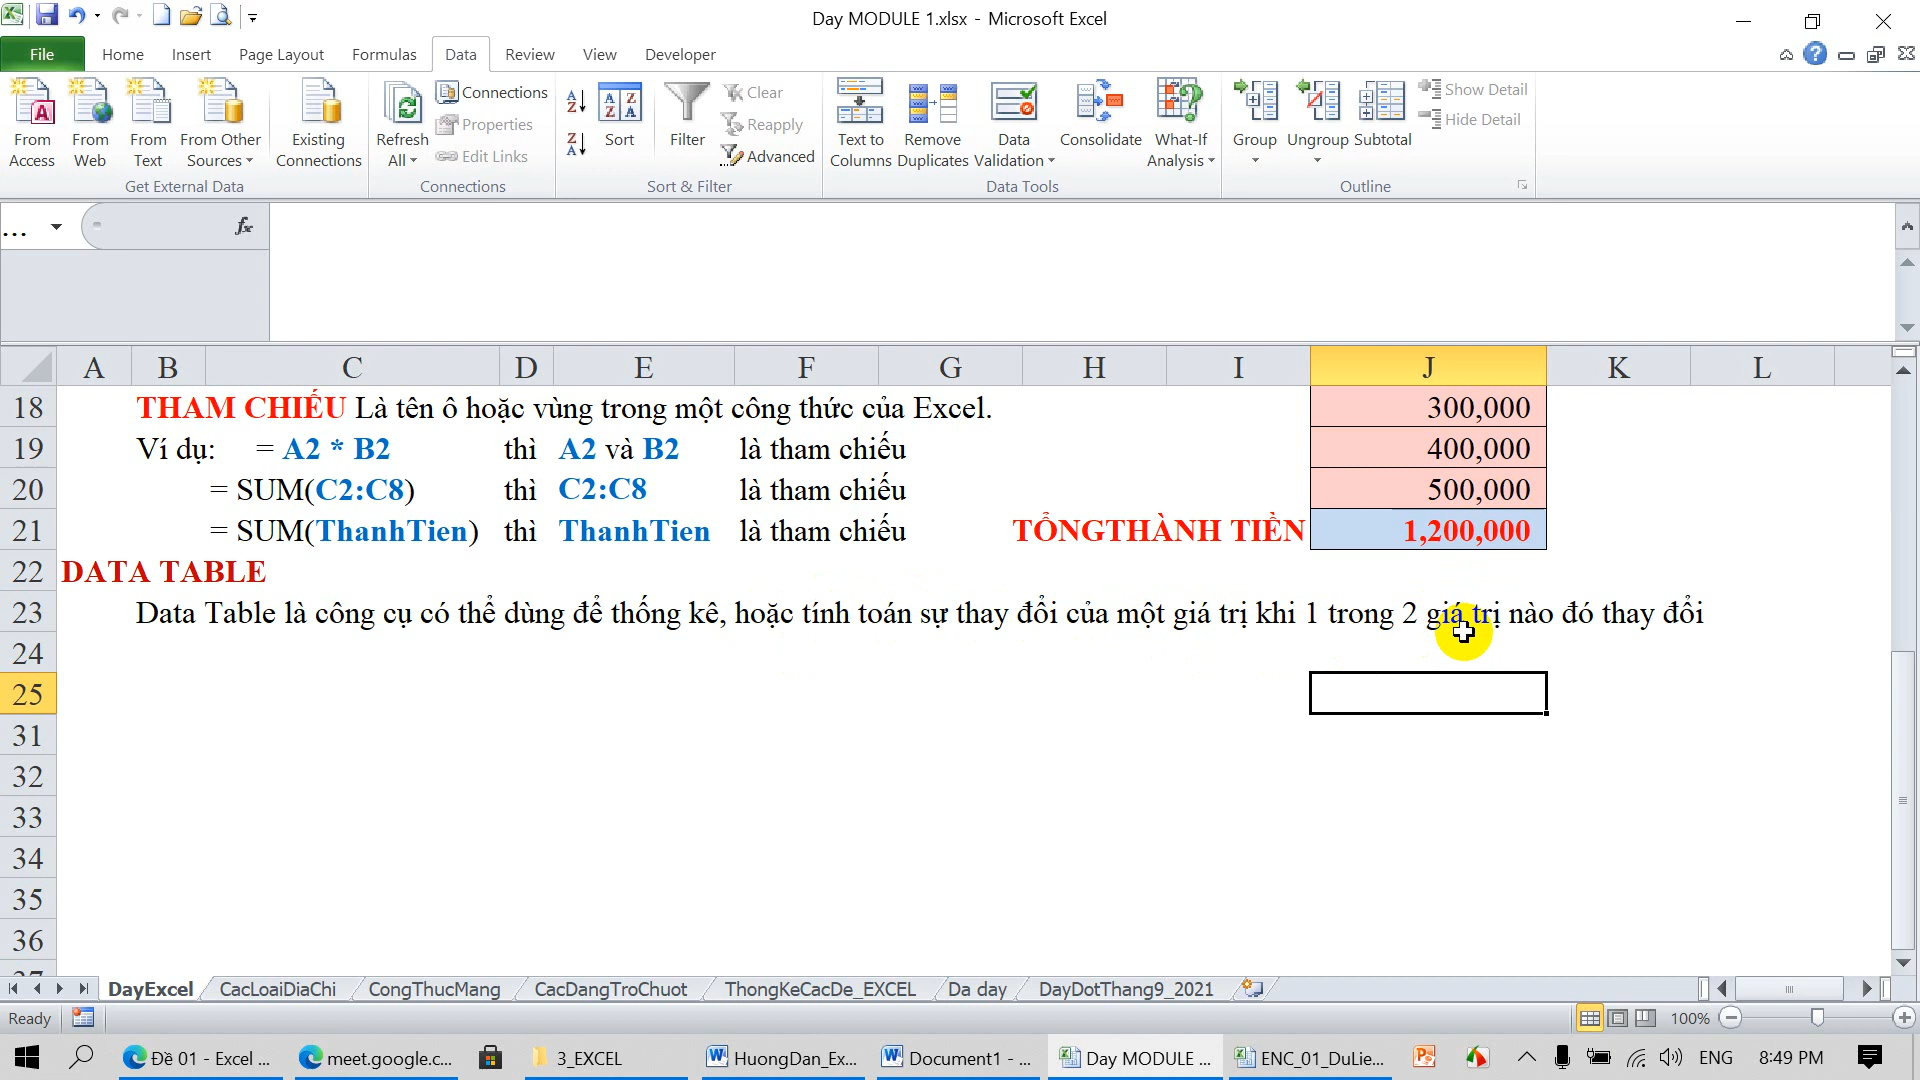 Day MODULE 1.xlsx - Microsoft Excel
File Home Insert Page Layout Formulas Data Review View Developer
From Access
From Web
From Text
From Other Sources
Existing Connections
Get External Data
Refresh All
Connections
Properties
Edit Links
Connections
Sort
Filter
Clear
Reapply
Advanced
Sort & Filter
Text to Columns
Remove Duplicates
Data Validation
Consolidate
What-If Analysis
Data Tools
Group
Ungroup
Subtotal
Show Detail
Hide Detail
Outline
... fx
A B C D E F G H I J K L
18 THAM CHIẾU Là tên ô hoặc vùng trong một công thức của Excel. 300,000
19 Ví dụ: = A2 * B2 thì A2 và B2 là tham chiếu 400,000
20 = SUM(C2:C8) thì C2:C8 là tham chiếu 500,000
21 = SUM(ThanhTien) thì ThanhTien là tham chiếu TỔNGTHÀNH TIỀN 1,200,000
22 DATA TABLE
23 Data Table là công cụ có thể dùng để thống kê, hoặc tính toán sự thay đổi của một giá trị khi 1 trong 2 giá trị nào đó thay đổi
24
25
31
32
33
34
35
36
37
DayExcel CacLoaiDiaChi CongThucMang CacDangTroChuot ThongKeCacDe_EXCEL Da day DayDotThang9_2021
Ready 100%
Đề 01 - Excel ... meet.google.c... 3_EXCEL HuongDan_Ex... Document1 - ... Day MODULE ... ENC_01_DuLie... ENG 8:49 PM